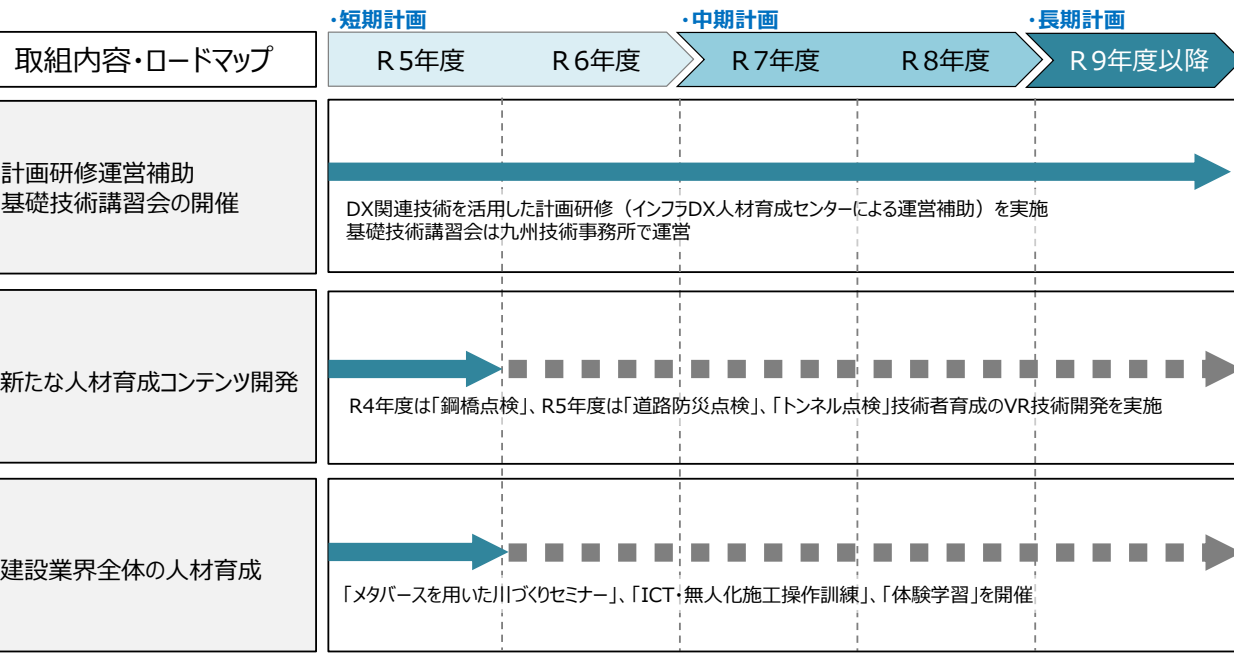 ・短期計画
・中期計画
・長期計画
取組内容・ロードマップ
R5年度
R6年度
R7年度
R8年度
R9年度以降
計画研修運営補助
基礎技術講習会の開催
DX関連技術を活用した計画研修（インフラDX人材育成センターによる運営補助）を実施
基礎技術講習会は九州技術事務所で運営
新たな人材育成コンテンツ開発
R4年度は「鋼橋点検」、R5年度は「道路防災点検」、「トンネル点検」技術者育成のVR技術開発を実施
建設業界全体の人材育成
「メタバースを用いた川づくりセミナー」、「ICT・無人化施工操作訓練」、「体験学習」を開催